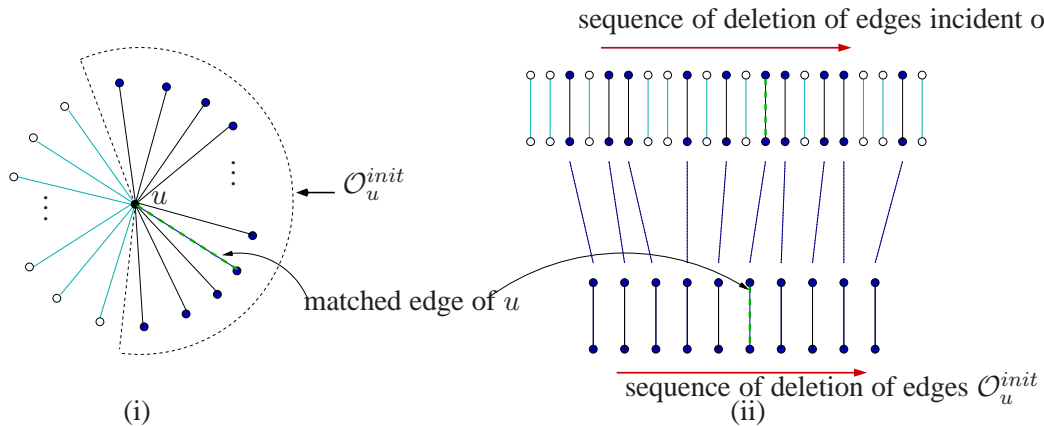 sequence of deletion of edges incident o
𝒪_u^{init}
u
matched edge of u
sequence of deletion of edges 𝒪_u^{init}
(i)
(ii)